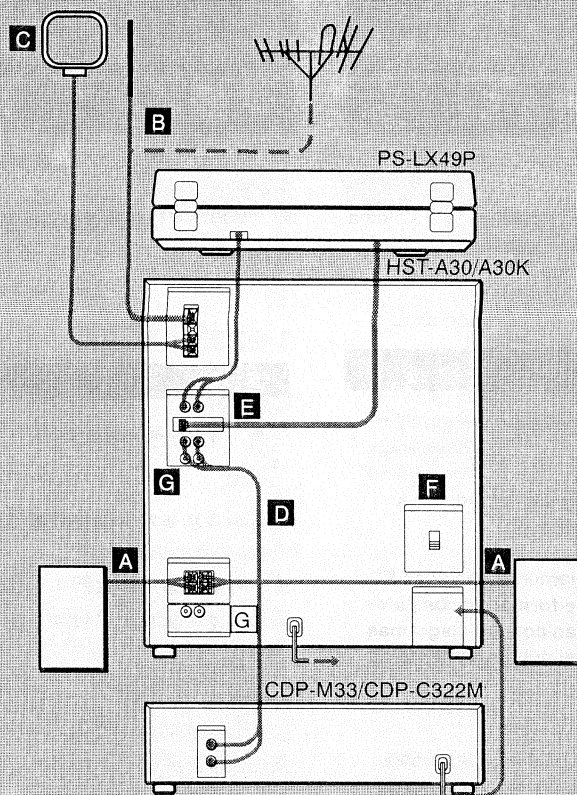 C
B
PS-LX49P
HST-A30/A30K
E
G
D
F
A
A
G
CDP-M33/CDP-C322M